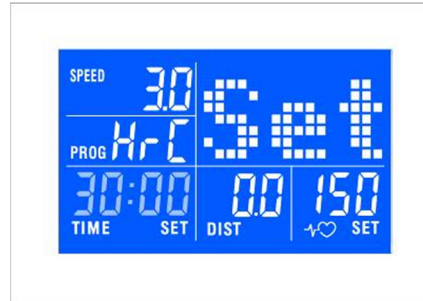 SPEED 3.0
Set
PROG HrC
30:00 0.0 150
TIME SET DIST SET